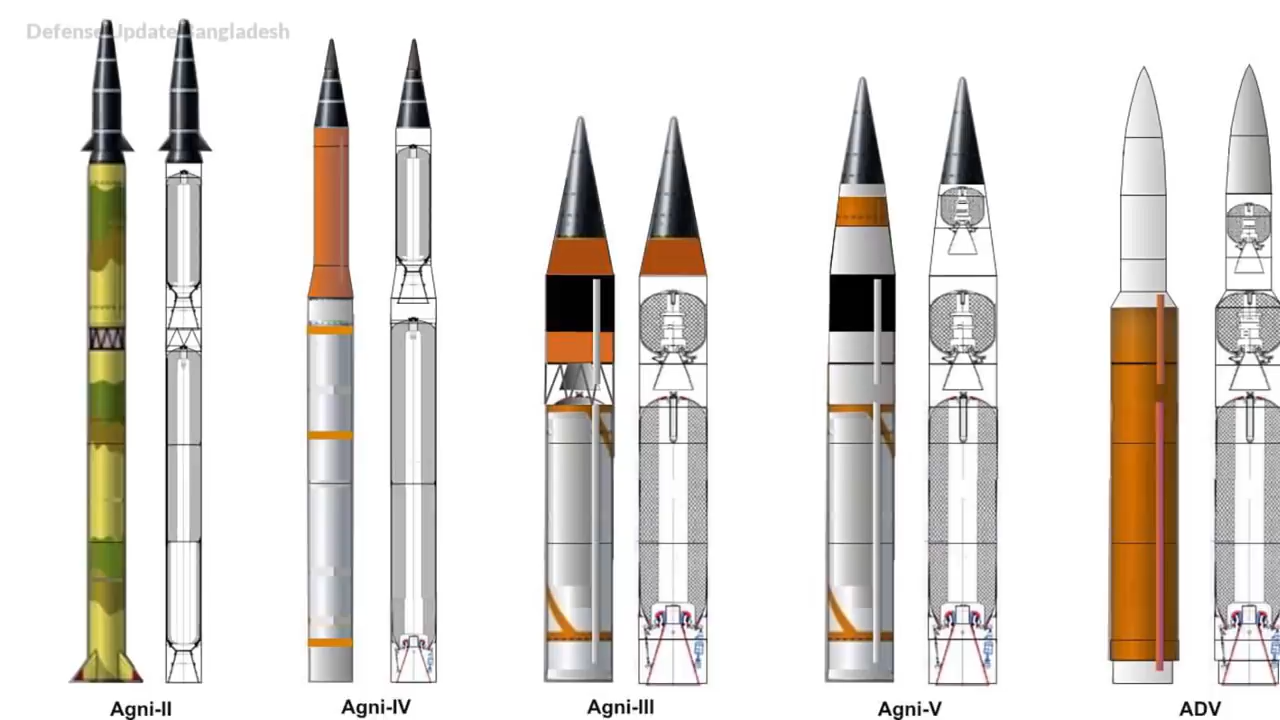 Defense Update Bangladesh
Agni-II
Agni-IV
Agni-III
Agni-V
ADV